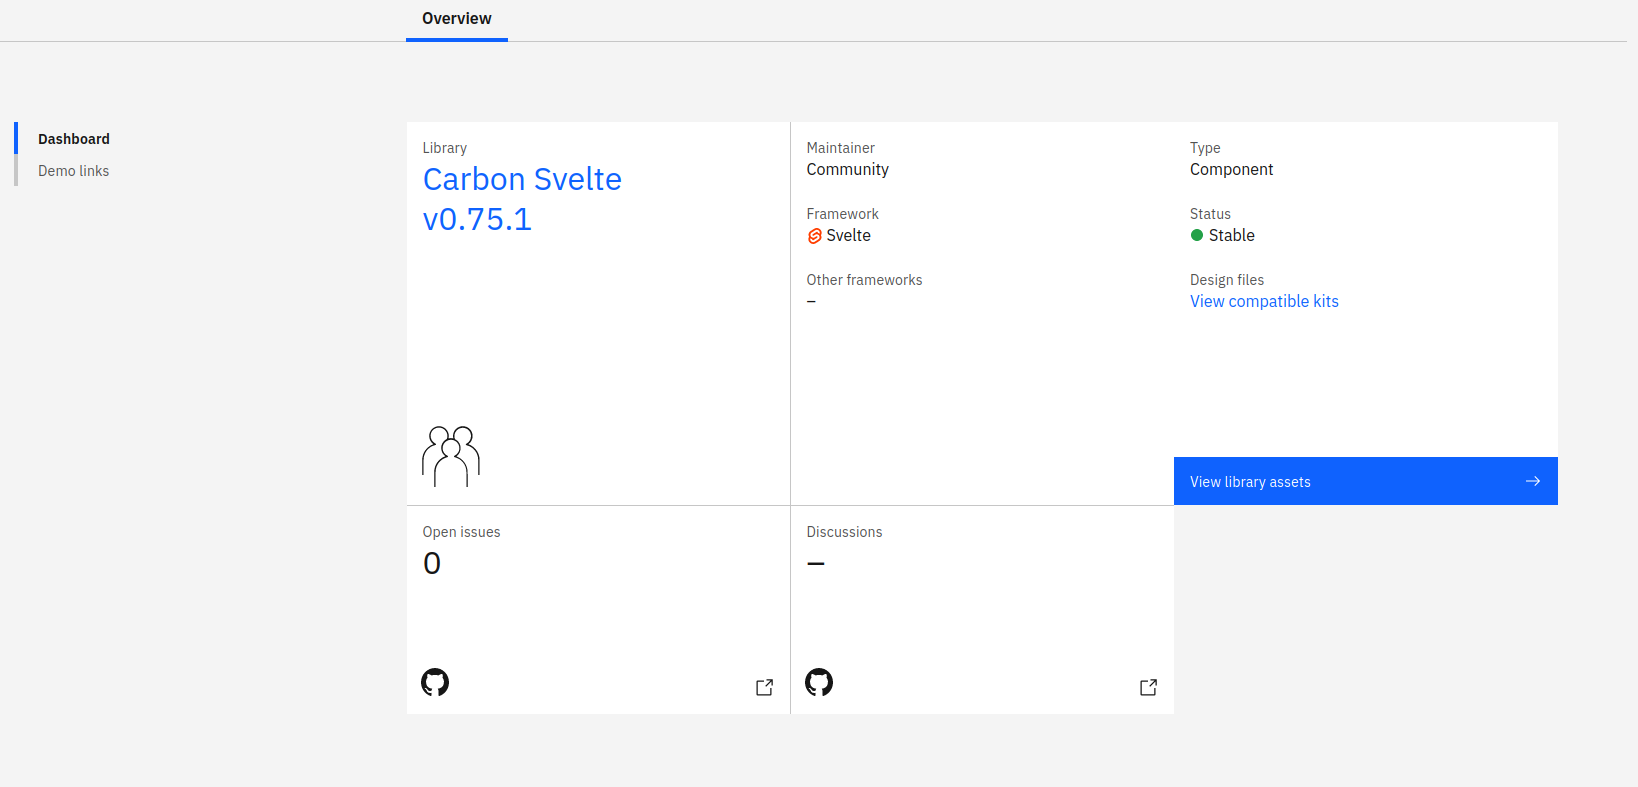 Overview
Dashboard
Demo links
Library
Carbon Svelte
v0.75.1
Maintainer
Community
Framework
Svelte
Other frameworks
–
Type
Component
Status
Stable
Design files
View compatible kits
View library assets
Open issues
0
Discussions
–